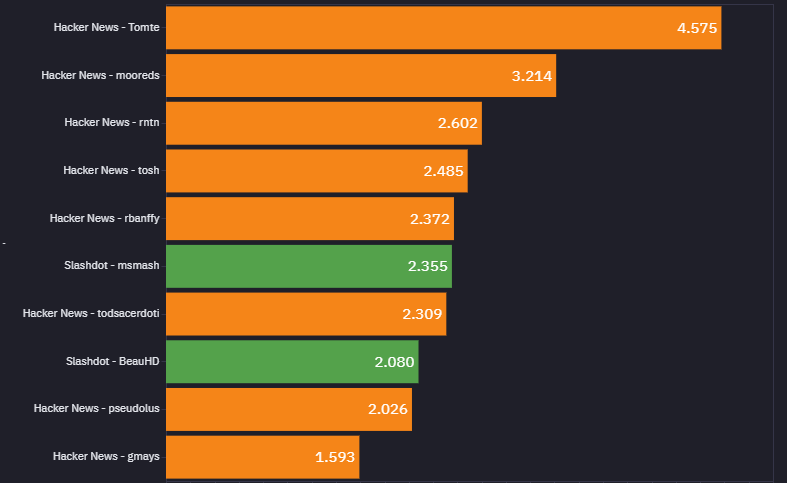 Hacker News - Tomte 4.575
Hacker News - mooreds 3.214
Hacker News - rntn 2.602
Hacker News - tosh 2.485
Hacker News - rbanffy 2.372
Slashdot - msmash 2.355
Hacker News - todsacerdoti 2.309
Slashdot - BeauHD 2.080
Hacker News - pseudolus 2.026
Hacker News - gmays 1.593